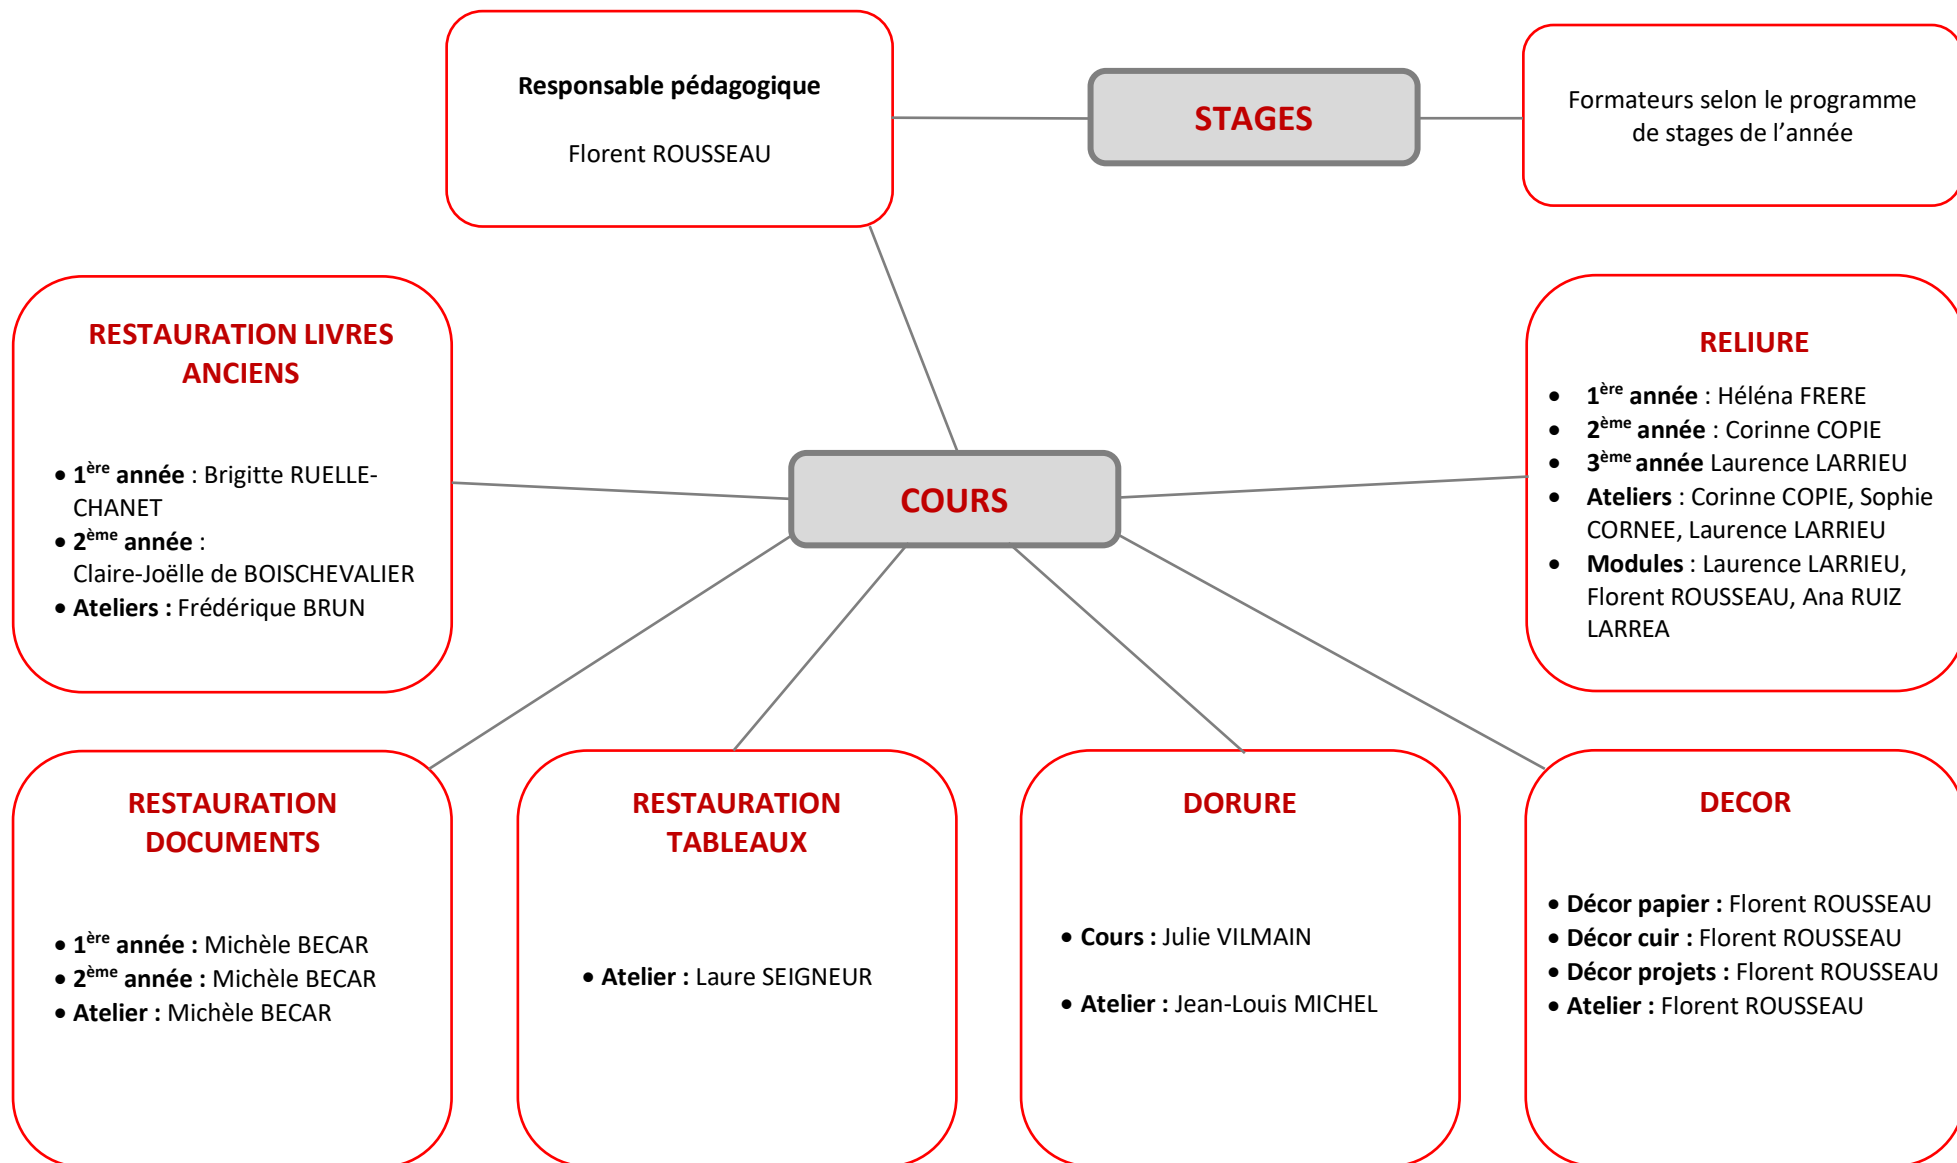 Responsable pédagogique
Florent ROUSSEAU
STAGES
Formateurs selon le programme
de stages de l’année
RESTAURATION LIVRES
ANCIENS
• 1ère année : Brigitte RUELLE-
CHANET
• 2ème année :
Claire-Joëlle de BOISCHEVALIER
• Ateliers : Frédérique BRUN
COURS
RELIURE
• 1ère année : Héléna FRERE
• 2ème année : Corinne COPIE
• 3ème année Laurence LARRIEU
• Ateliers : Corinne COPIE, Sophie
CORNEE, Laurence LARRIEU
• Modules : Laurence LARRIEU,
Florent ROUSSEAU, Ana RUIZ
LARREA
RESTAURATION
DOCUMENTS
• 1ère année : Michèle BECAR
• 2ème année : Michèle BECAR
• Atelier : Michèle BECAR
RESTAURATION
TABLEAUX
• Atelier : Laure SEIGNEUR
DORURE
• Cours : Julie VILMAIN
• Atelier : Jean-Louis MICHEL
DECOR
• Décor papier : Florent ROUSSEAU
• Décor cuir : Florent ROUSSEAU
• Décor projets : Florent ROUSSEAU
• Atelier : Florent ROUSSEAU